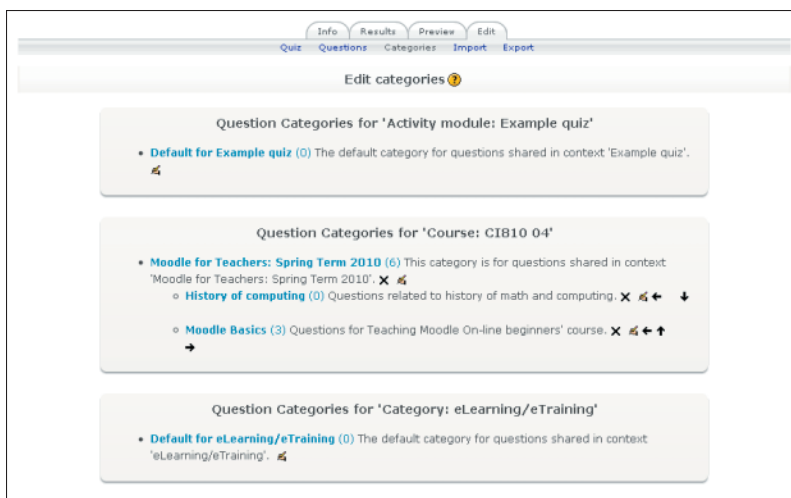 Info Results Preview Edit
Quiz Questions Categories Import Export
Edit categories
Question Categories for 'Activity module: Example quiz'
• Default for Example quiz (0) The default category for questions shared in context 'Example quiz'.
Question Categories for 'Course: CI810 04'
• Moodle for Teachers: Spring Term 2010 (6) This category is for questions shared in context
'Moodle for Teachers: Spring Term 2010'.
○ History of computing (0) Questions related to history of math and computing.
○ Moodle Basics (3) Questions for Teaching Moodle On-line beginners' course.
Question Categories for 'Category: eLearning/eTraining'
• Default for eLearning/eTraining (0) The default category for questions shared in context
'eLearning/eTraining'.